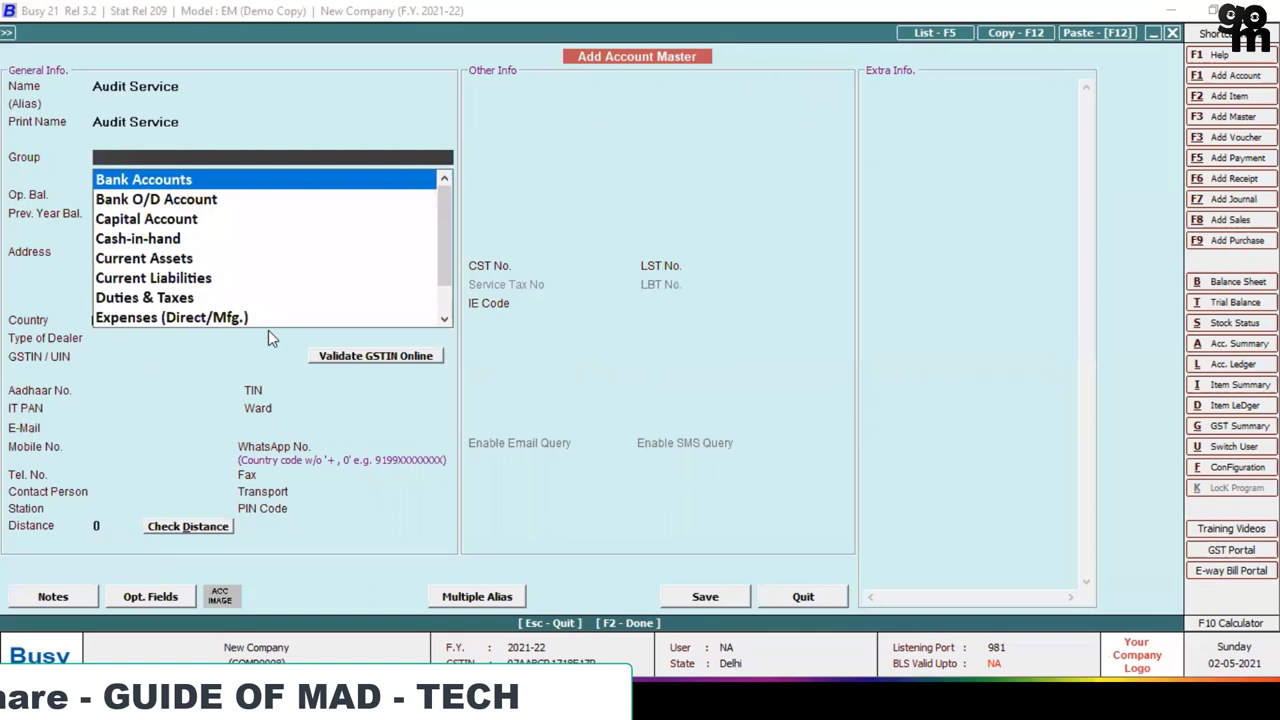 Busy 21 Rel 3.2 | Stat Rel 209 | Model : EM (Demo Copy) | New Company (F.Y. 2021-22)
gom
>>
List - F5
Copy - F12
Paste - [F12]
Add Account Master
General Info.
Name Audit Service
(Alias)
Print Name Audit Service
Group
Bank Accounts
Bank O/D Account
Capital Account
Cash-in-hand
Current Assets
Current Liabilities
Duties & Taxes
Expenses (Direct/Mfg.)
Op. Bal.
Prev. Year Bal.
Address
Country
Type of Dealer
GSTIN / UIN
Validate GSTIN Online
Aadhaar No. TIN
IT PAN Ward
E-Mail
Mobile No. WhatsApp No.
(Country code w/o '+ , 0' e.g. 9199XXXXXXXX)
Tel. No. Fax
Contact Person Transport
Station PIN Code
Distance 0 Check Distance
Other Info
CST No. LST No.
Service Tax No LBT No.
IE Code
Enable Email Query Enable SMS Query
Extra Info.
Notes
Opt. Fields
ACC IMAGE
Multiple Alias
Save
Quit
[ Esc - Quit ] [ F2 - Done ]
F1 Help
F1 Add Account
F2 Add Item
F3 Add Master
F3 Add Voucher
F5 Add Payment
F6 Add Receipt
F7 Add Journal
F8 Add Sales
F9 Add Purchase
B Balance Sheet
T Trial Balance
S Stock Status
A Acc. Summary
L Acc. Ledger
I Item Summary
D Item LeDger
G GST Summary
U Switch User
F ConFiguration
K LocK Program
Training Videos
GST Portal
E-way Bill Portal
F10 Calculator
Busy
New Company
F.Y. : 2021-22
User : NA
State : Delhi
Listening Port : 981
BLS Valid Upto : NA
Your
Company
Logo
Sunday
02-05-2021
hare - GUIDE OF MAD - TECH